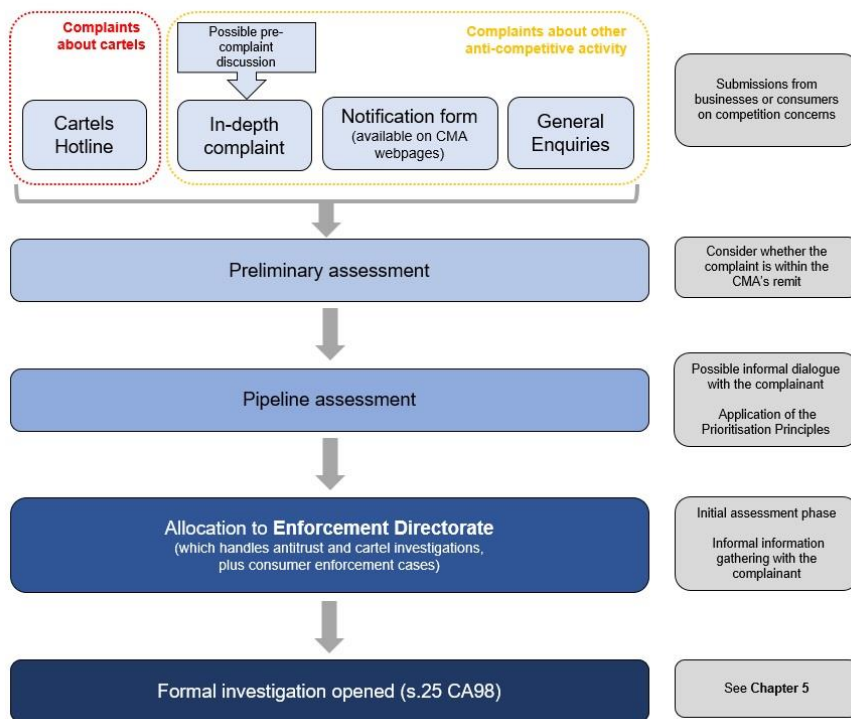 Complaints
about cartels
Possible pre-
complaint
discussion
Complaints about other
anti-competitive activity
Cartels
Hotline
In-depth
complaint
Notification form
(available on CMA
webpages)
General
Enquiries
Submissions from
businesses or consumers
on competition concerns
Preliminary assessment
Consider whether the
complaint is within the
CMA's remit
Pipeline assessment
Possible informal dialogue
with the complainant
Application of the
Prioritisation Principles
Allocation to Enforcement Directorate
(which handles antitrust and cartel investigations,
plus consumer enforcement cases)
Initial assessment phase
Informal information
gathering with the
complainant
Formal investigation opened (s.25 CA98)
See Chapter 5